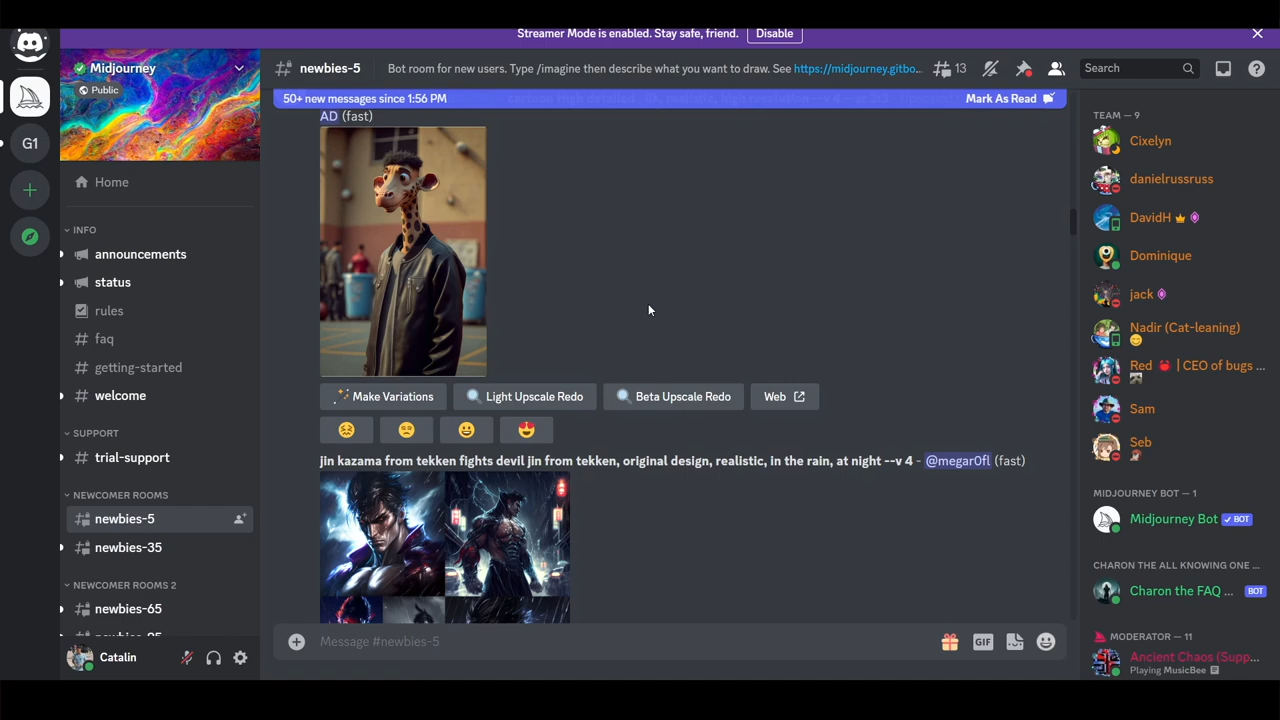 Streamer Mode is enabled. Stay safe, friend. Disable
Midjourney
Public
newbies-5
Bot room for new users. Type /imagine then describe what you want to draw. See https://midjourney.gitbo...
13
Search
50+ new messages since 1:56 PM
Mark As Read
AD (fast)
G1
Home
INFO
announcements
status
rules
faq
getting-started
welcome
SUPPORT
trial-support
NEWCOMER ROOMS
newbies-5
newbies-35
NEWCOMER ROOMS 2
newbies-65
Catalin
Make Variations
Light Upscale Redo
Beta Upscale Redo
Web
jin kazama from tekken fights devil jin from tekken, original design, realistic, in the rain, at night --v 4 - @megar0fl (fast)
Message #newbies-5
GIF
TEAM — 9
Cixelyn
danielrussruss
DavidH
Dominique
jack
Nadir (Cat-leaning)
Red | CEO of bugs ...
Sam
Seb
MIDJOURNEY BOT — 1
Midjourney Bot BOT
CHARON THE ALL KNOWING ONE ...
Charon the FAQ ... BOT
MODERATOR — 11
Ancient Chaos (Supp...
Playing MusicBee